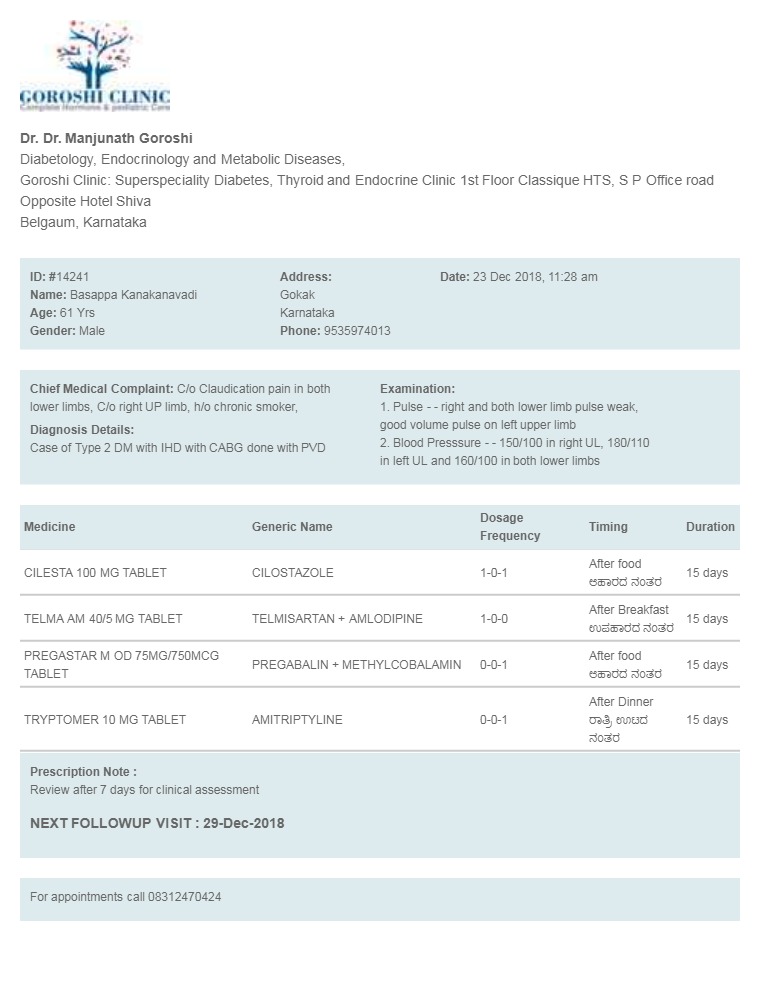 GOROSHI CLINIC
Complete Hormone & pediatric Care
Dr. Dr. Manjunath Goroshi
Diabetology, Endocrinology and Metabolic Diseases,
Goroshi Clinic: Superspeciality Diabetes, Thyroid and Endocrine Clinic 1st Floor Classique HTS, S P Office road
Opposite Hotel Shiva
Belgaum, Karnataka
ID: #14241
Name: Basappa Kanakanavadi
Age: 61 Yrs
Gender: Male
Address:
Gokak
Karnataka
Phone: 9535974013
Date: 23 Dec 2018, 11:28 am
Chief Medical Complaint: C/o Claudication pain in both
lower limbs, C/o right UP limb, h/o chronic smoker,
Diagnosis Details:
Case of Type 2 DM with IHD with CABG done with PVD
Examination:
1. Pulse - - right and both lower limb pulse weak,
good volume pulse on left upper limb
2. Blood Presssure - - 150/100 in right UL, 180/110
in left UL and 160/100 in both lower limbs
Medicine Generic Name Dosage Frequency Timing Duration
CILESTA 100 MG TABLET CILOSTAZOLE 1-0-1 After food ಆಹಾರದ ನಂತರ 15 days
TELMA AM 40/5 MG TABLET TELMISARTAN + AMLODIPINE 1-0-0 After Breakfast ಉಪಹಾರದ ನಂತರ 15 days
PREGASTAR M OD 75MG/750MCG TABLET PREGABALIN + METHYLCOBALAMIN 0-0-1 After food ಆಹಾರದ ನಂತರ 15 days
TRYPTOMER 10 MG TABLET AMITRIPTYLINE 0-0-1 After Dinner ರಾತ್ರಿ ಊಟದ ನಂತರ 15 days
Prescription Note :
Review after 7 days for clinical assessment
NEXT FOLLOWUP VISIT : 29-Dec-2018
For appointments call 08312470424